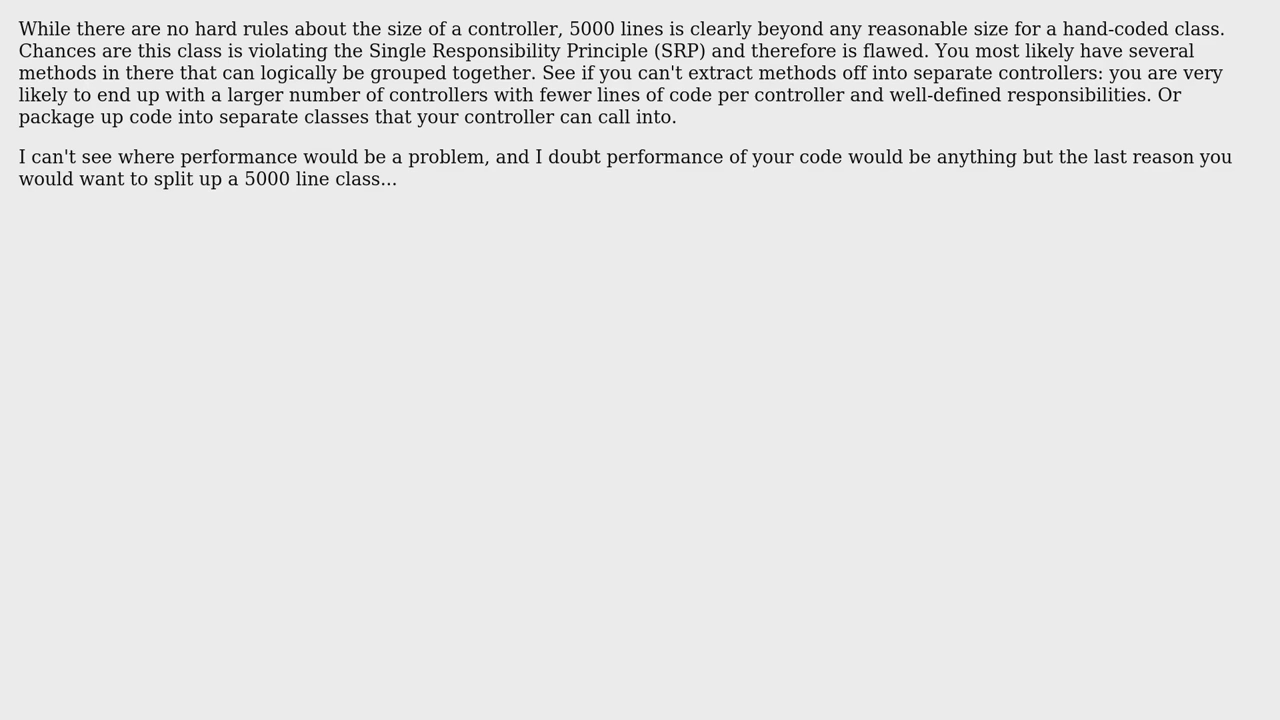 While there are no hard rules about the size of a controller, 5000 lines is clearly beyond any reasonable size for a hand-coded class.
Chances are this class is violating the Single Responsibility Principle (SRP) and therefore is flawed. You most likely have several
methods in there that can logically be grouped together. See if you can't extract methods off into separate controllers: you are very
likely to end up with a larger number of controllers with fewer lines of code per controller and well-defined responsibilities. Or
package up code into separate classes that your controller can call into.
I can't see where performance would be a problem, and I doubt performance of your code would be anything but the last reason you
would want to split up a 5000 line class...